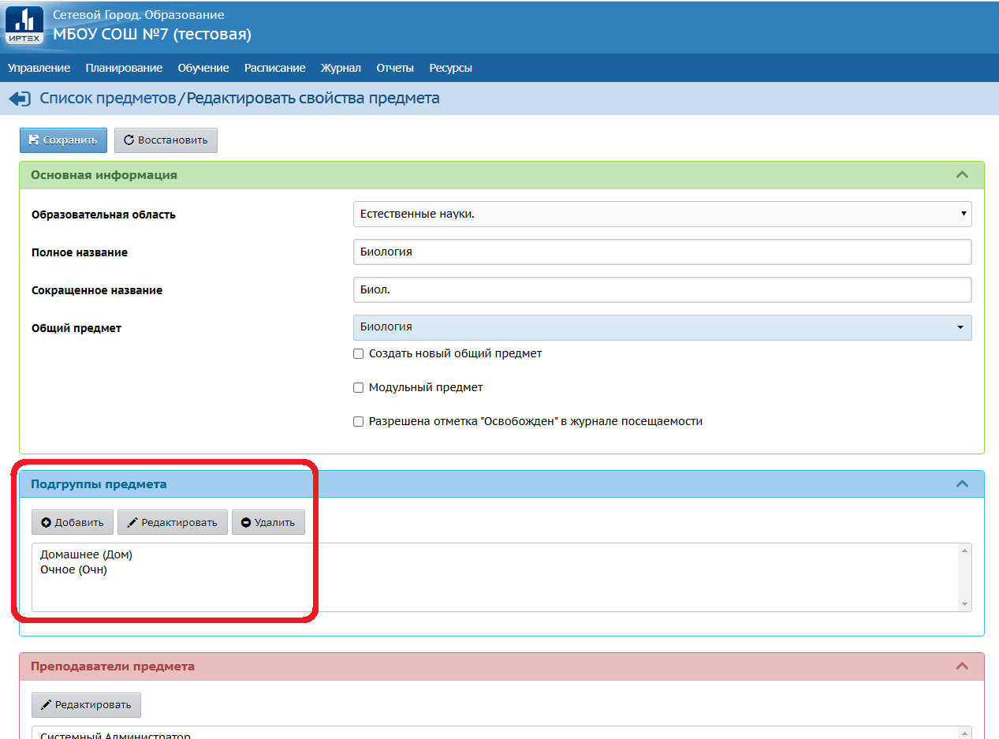 Сетевой Город. Образование
ИРТЕХ
МБОУ СОШ №7 (тестовая)
Управление Планирование Обучение Расписание Журнал Отчеты Ресурсы
Список предметов/Редактировать свойства предмета
Сохранить Восстановить
Основная информация
Образовательная область Естественные науки.
Полное название Биология
Сокращенное название Биол.
Общий предмет Биология
Создать новый общий предмет
Модульный предмет
Разрешена отметка "Освобожден" в журнале посещаемости
Подгруппы предмета
Добавить Редактировать Удалить
Домашнее (Дом)
Очное (Очн)
Преподаватели предмета
Редактировать
Системный Администратор